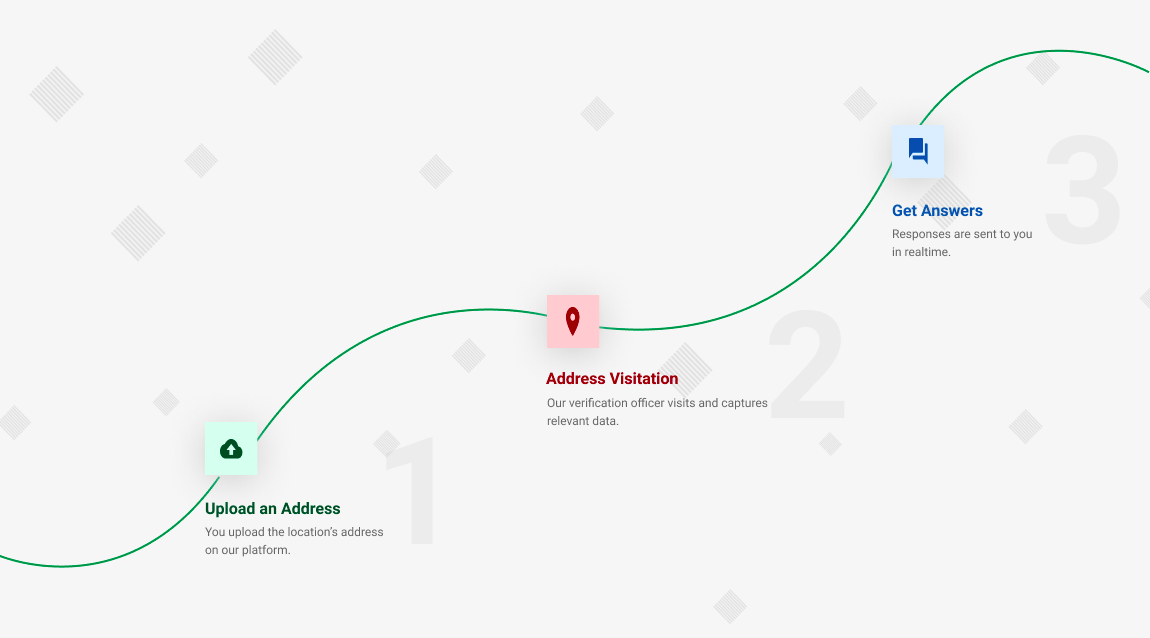 1
Upload an Address
You upload the location's address
on our platform.
2
Address Visitation
Our verification officer visits and captures
relevant data.
3
Get Answers
Responses are sent to you
in realtime.